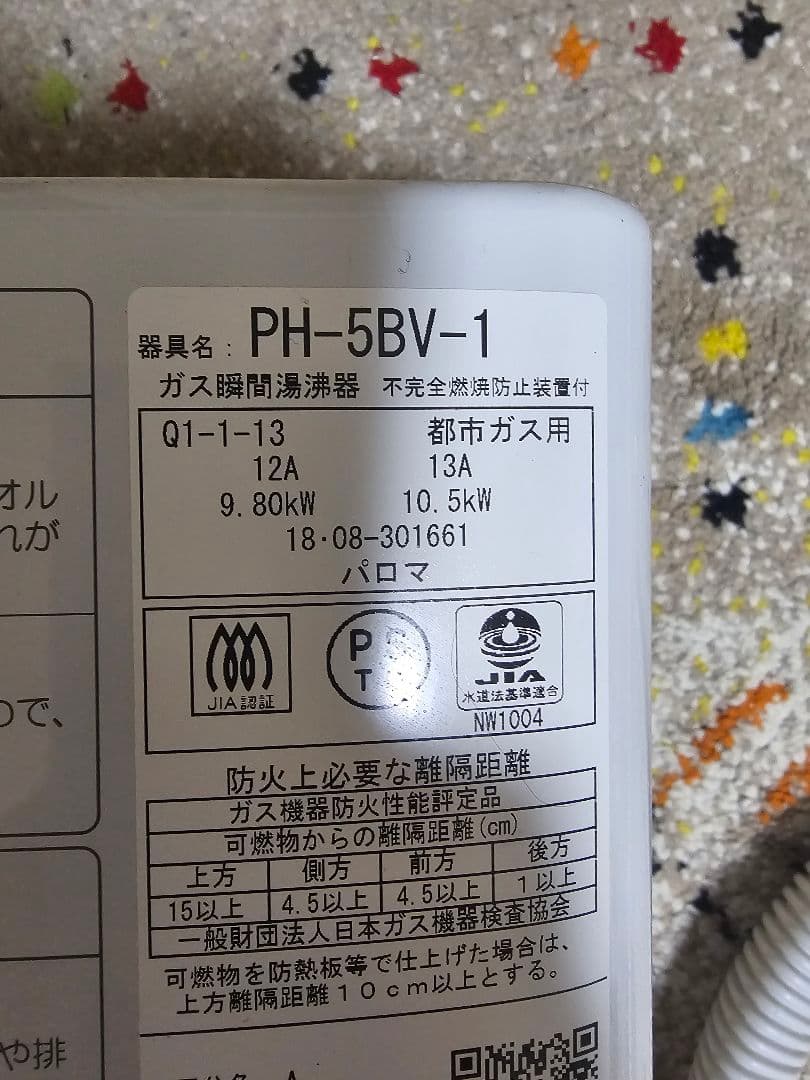 器具名： PH-5BV-1
ガス瞬間湯沸器 不完全燃焼防止装置付
Q1-1-13 都市ガス用
12A 13A
9.80kW 10.5kW
18・08-301661
パロマ
JIA認証
JIA
水道法基準適合
NW1004
防火上必要な離隔距離
ガス機器防火性能評定品
可燃物からの離隔距離(cm)
上方 側方 前方 後方
15以上 4.5以上 4.5以上 1以上
一般財団法人日本ガス機器検査協会
可燃物を防熱板等で仕上げた場合は、
上方離隔距離10cm以上とする。
オル
れが
ので、
や排